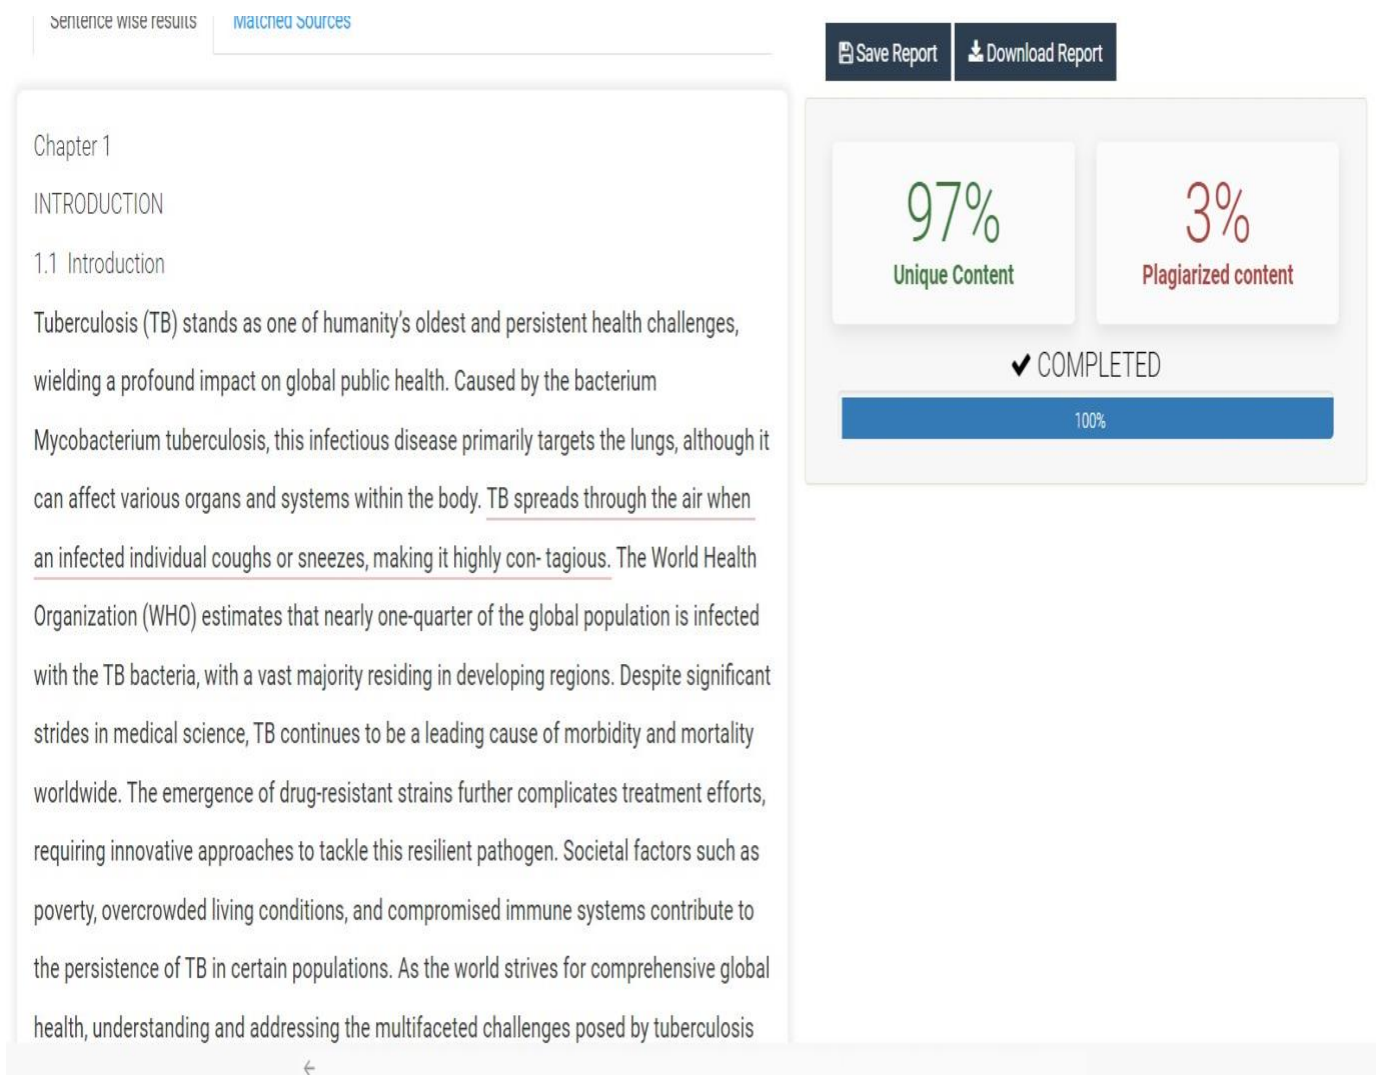 Sentence wise results
Matched Sources
Save Report
Download Report
Chapter 1
INTRODUCTION
1.1 Introduction
Tuberculosis (TB) stands as one of humanity's oldest and persistent health challenges,
wielding a profound impact on global public health. Caused by the bacterium
Mycobacterium tuberculosis, this infectious disease primarily targets the lungs, although it
can affect various organs and systems within the body. TB spreads through the air when
an infected individual coughs or sneezes, making it highly con- tagious. The World Health
Organization (WHO) estimates that nearly one-quarter of the global population is infected
with the TB bacteria, with a vast majority residing in developing regions. Despite significant
strides in medical science, TB continues to be a leading cause of morbidity and mortality
worldwide. The emergence of drug-resistant strains further complicates treatment efforts,
requiring innovative approaches to tackle this resilient pathogen. Societal factors such as
poverty, overcrowded living conditions, and compromised immune systems contribute to
the persistence of TB in certain populations. As the world strives for comprehensive global
health, understanding and addressing the multifaceted challenges posed by tuberculosis
97%
Unique Content
3%
Plagiarized content
✔ COMPLETED
100%